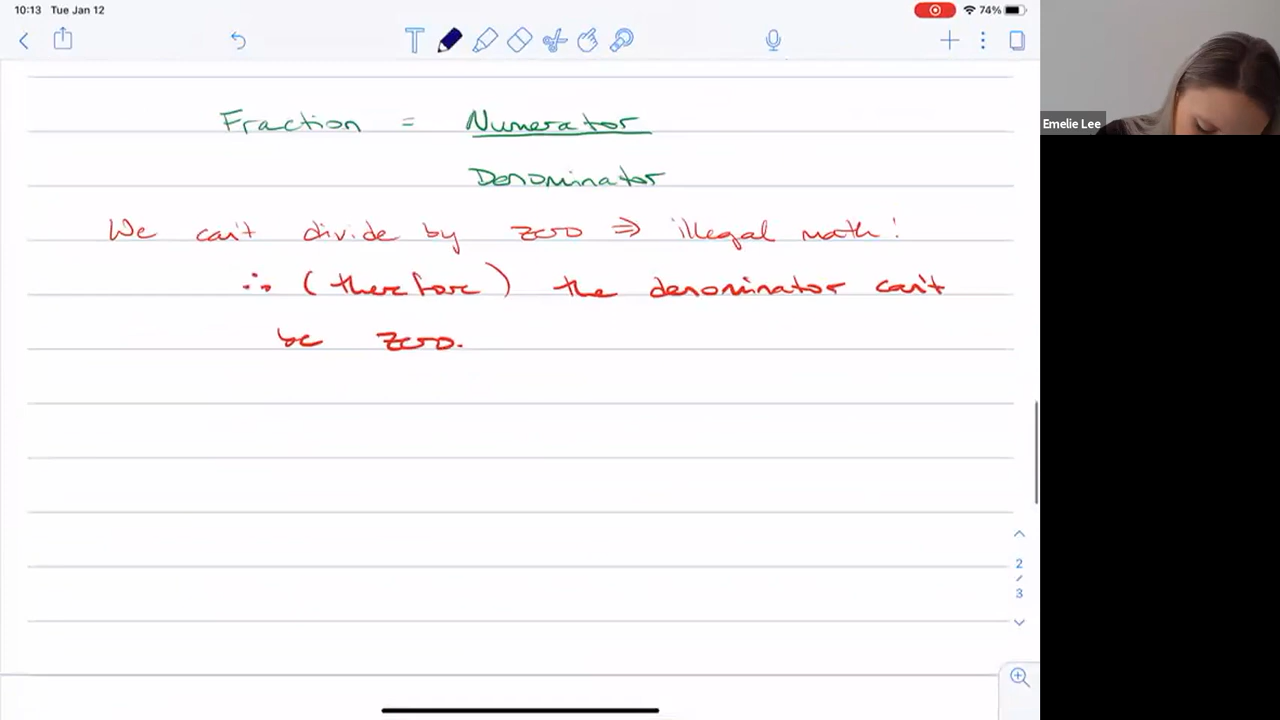 10:13 Tue Jan 12
74%
T
Fraction = Numerator
Denominator
We can't divide by zero ⇒ illegal math!
∴ (therefore) the denominator can't
be zero.
Emelie Lee
2
/
3